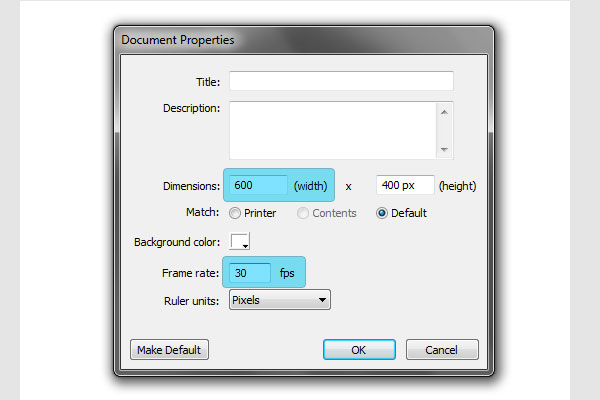 Document Properties
Title:
Description:
Dimensions: 600 (width) x 400 px (height)
Match: Printer Contents Default
Background color:
Frame rate: 30 fps
Ruler units: Pixels
Make Default OK Cancel